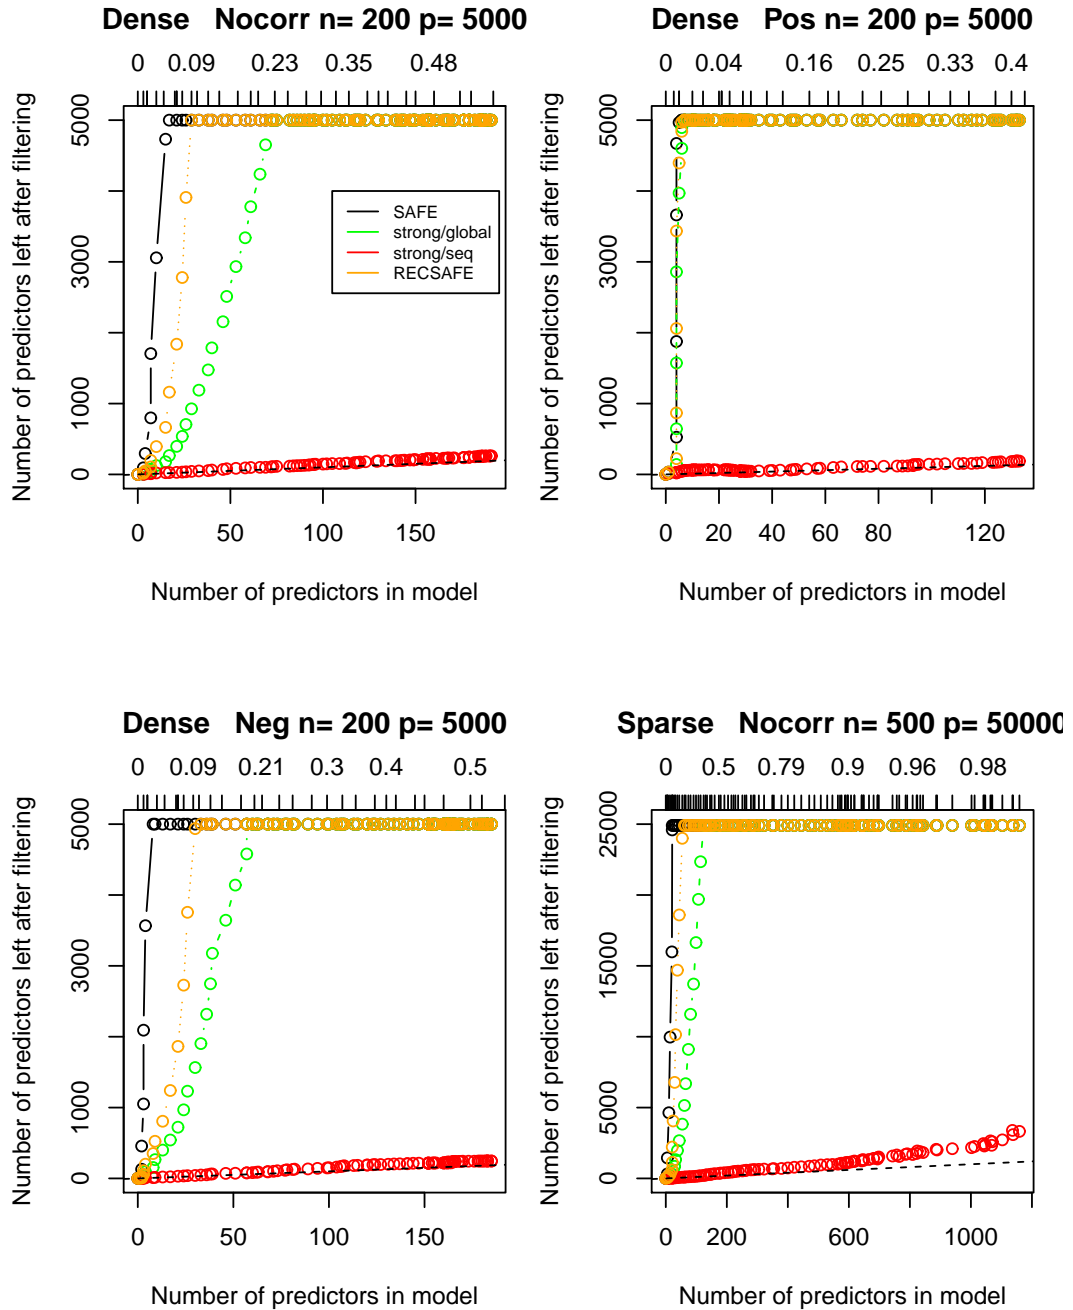 Dense Nocorr n= 200 p= 5000
0 0.09 0.23 0.35 0.48
Number of predictors left after filtering
0 1000 3000 5000
SAFE
strong/global
strong/seq
RECSAFE
0 50 100 150
Number of predictors in model
Dense Pos n= 200 p= 5000
0 0.04 0.16 0.25 0.33 0.4
Number of predictors left after filtering
0 1000 3000 5000
0 20 40 60 80 120
Number of predictors in model
Dense Neg n= 200 p= 5000
0 0.09 0.21 0.3 0.4 0.5
Number of predictors left after filtering
0 1000 3000 5000
0 50 100 150
Number of predictors in model
Sparse Nocorr n= 500 p= 50000
0 0.5 0.79 0.9 0.96 0.98
Number of predictors left after filtering
0 5000 15000 25000
0 200 600 1000
Number of predictors in model